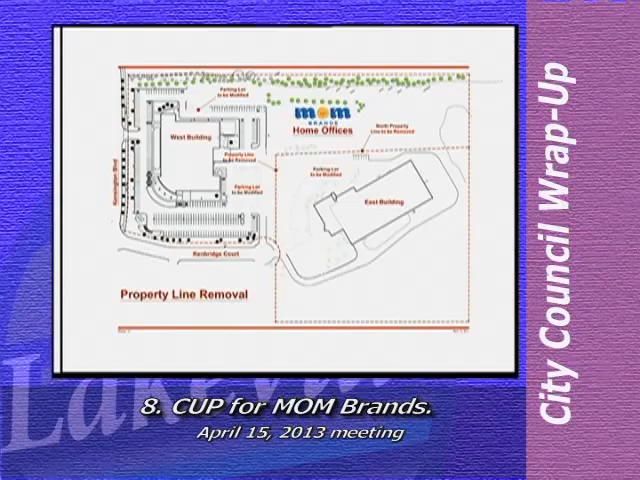 Parking Lot
to be Modified
mom
BRANDS
Home Offices
West Building
North Property
Line to be Removed
Property Line
to be Removed
Parking Lot
to be Modified
Parking Lot
to be Modified
East Building
Kensington Blvd
Kenbridge Court
Property Line Removal
City Council Wrap-Up
8. CUP for MOM Brands.
April 15, 2013 meeting